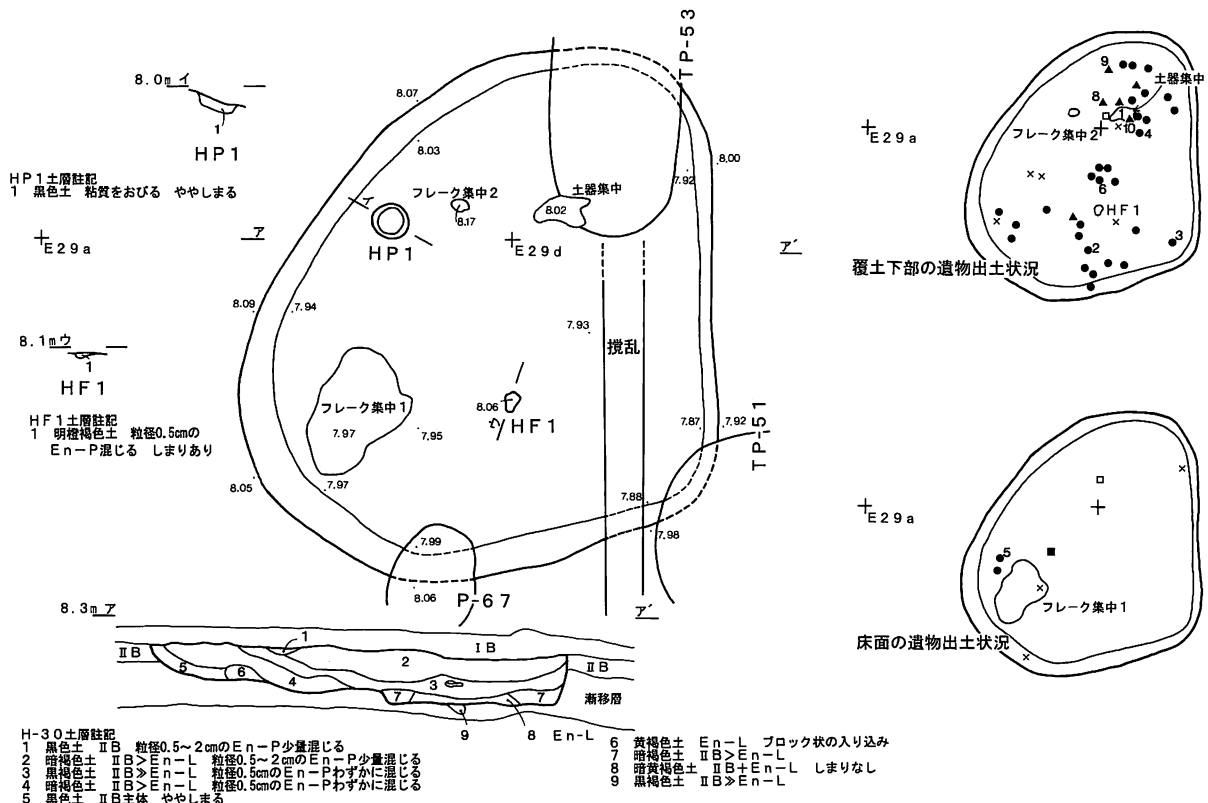 8.0m イ
1
HP1
HP1土層註記
1 黒色土 粘質をおびる ややしまる
E29a
8.1mウ
1
HF1
HF1土層註記
1 明橙褐色土 粒径0.5cmの
En-P混じる しまりあり
TP-53
8.07
8.03
8.00
7.92
フレーク集中2
8.17
土器集中
8.02
イ
HP1
E29d
ア
ア´
8.09
7.94
7.93
撹乱
フレーク集中1
7.97
7.95
8.06
ウ
HF1
7.87
7.92
TP-51
8.05
7.97
7.88
7.98
7.99
8.06
P-67
8.3m ア
ア´
ⅡB
1
ⅠB
2
ⅡB
5
6
4
3
7
7
漸移層
9
8
En-L
H-30土層註記
1 黒色土 ⅡB 粒径0.5~2cmのEn-P少量混じる
2 暗褐色土 ⅡB>En-L 粒径0.5~2cmのEn-P少量混じる
3 黒褐色土 ⅡB≫En-L 粒径0.5cmのEn-Pわずかに混じる
4 暗褐色土 ⅡB>En-L 粒径0.5cmのEn-Pわずかに混じる
5 黒色土 ⅡB主体 ややしまる
6 黄褐色土 En-L ブロック状の入り込み
7 暗褐色土 ⅡB>En-L
8 暗黄褐色土 ⅡB+En-L しまりなし
9 黒褐色土 ⅡB≫En-L
9
土器集中
8
1
フレーク集中2
10
4
E29a
6
HF1
3
2
覆土下部の遺物出土状況
E29a
5
フレーク集中1
床面の遺物出土状況